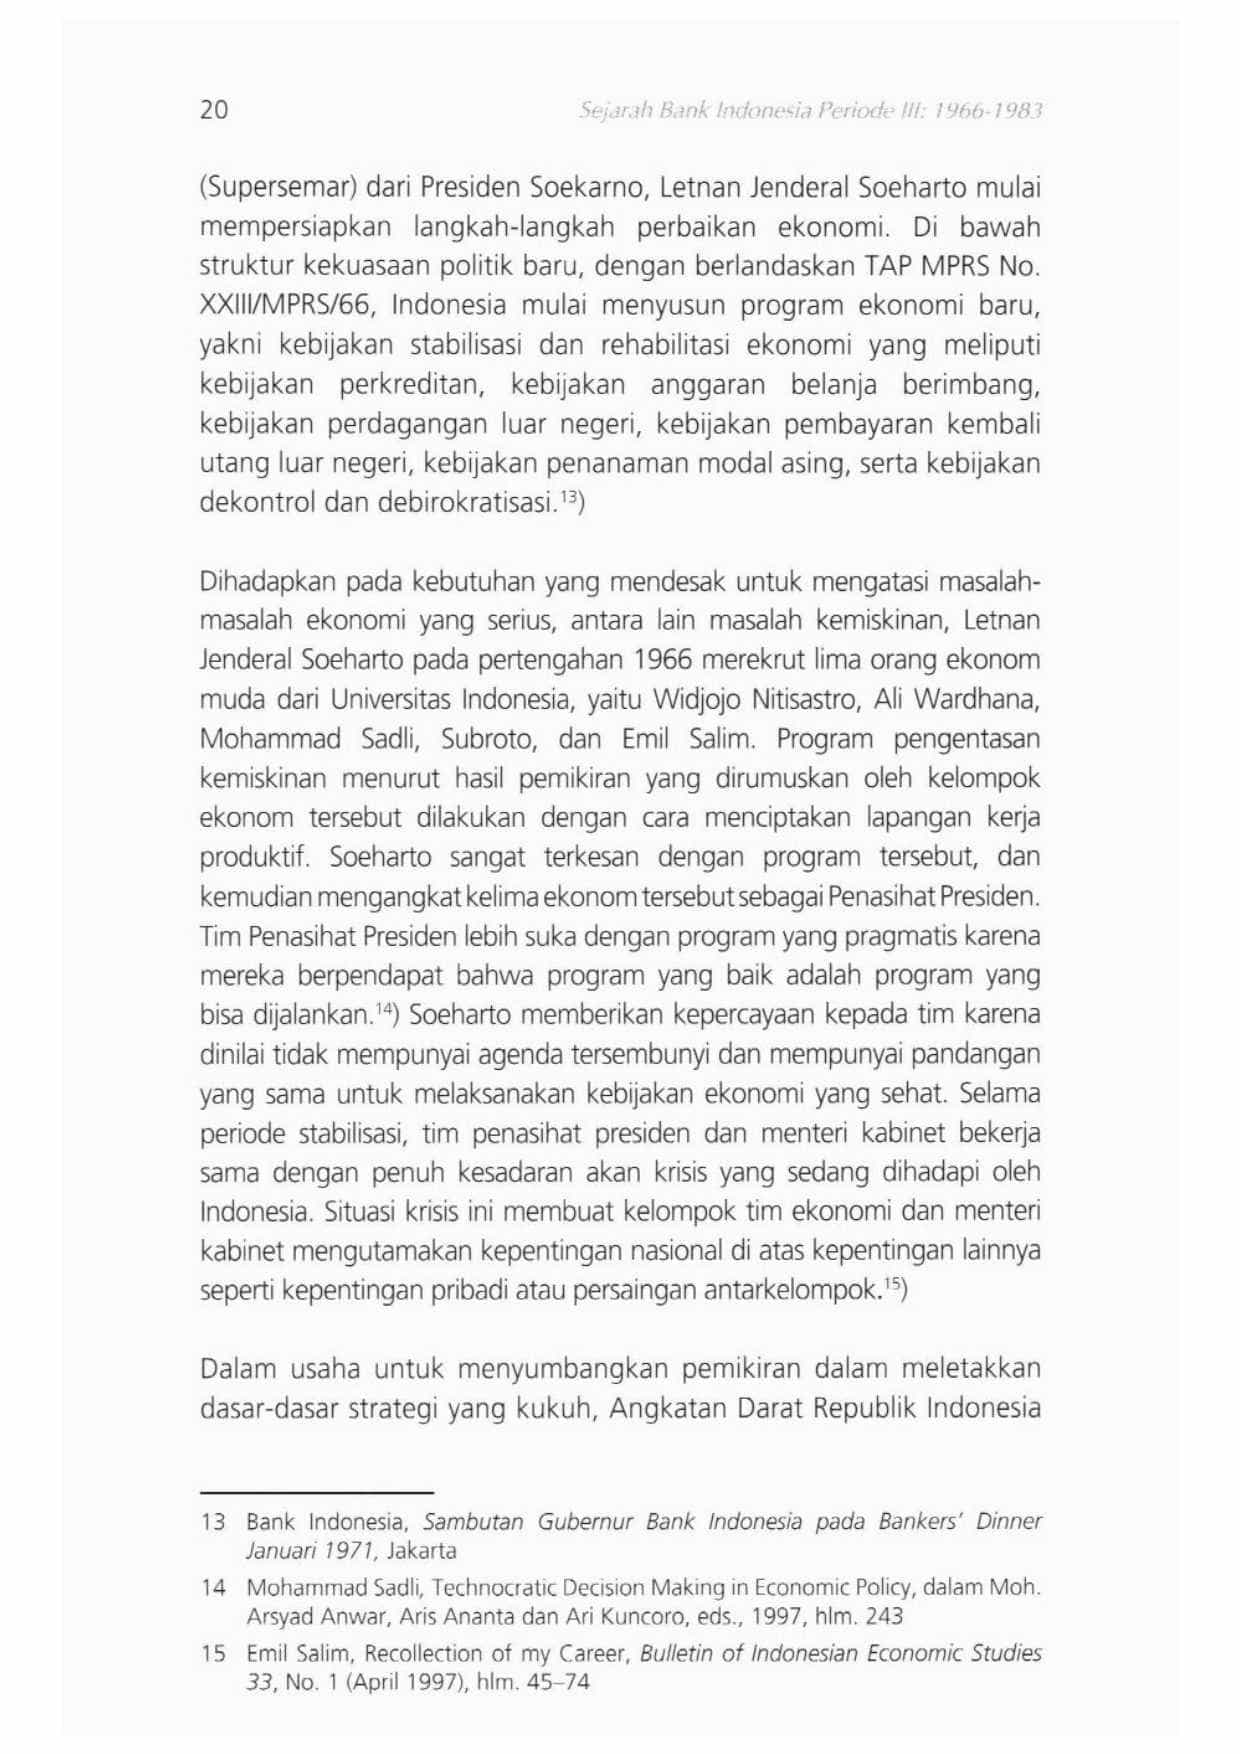 20
Sejarah Bank Indonesia Periode III: 1966-1983
(Supersemar) dari Presiden Soekarno, Letnan Jenderal Soeharto mulai
mempersiapkan langkah-langkah perbaikan ekonomi. Di bawah
struktur kekuasaan politik baru, dengan berlandaskan TAP MPRS No.
XXIII/MPRS/66, Indonesia mulai menyusun program ekonomi baru,
yakni kebijakan stabilisasi dan rehabilitasi ekonomi yang meliputi
kebijakan perkreditan, kebijakan anggaran belanja berimbang,
kebijakan perdagangan luar negeri, kebijakan pembayaran kembali
utang luar negeri, kebijakan penanaman modal asing, serta kebijakan
dekontrol dan debirokratisasi.¹³)
Dihadapkan pada kebutuhan yang mendesak untuk mengatasi masalah-
masalah ekonomi yang serius, antara lain masalah kemiskinan, Letnan
Jenderal Soeharto pada pertengahan 1966 merekrut lima orang ekonom
muda dari Universitas Indonesia, yaitu Widjojo Nitisastro, Ali Wardhana,
Mohammad Sadli, Subroto, dan Emil Salim. Program pengentasan
kemiskinan menurut hasil pemikiran yang dirumuskan oleh kelompok
ekonom tersebut dilakukan dengan cara menciptakan lapangan kerja
produktif. Soeharto sangat terkesan dengan program tersebut, dan
kemudian mengangkat kelima ekonom tersebut sebagai Penasihat Presiden.
Tim Penasihat Presiden lebih suka dengan program yang pragmatis karena
mereka berpendapat bahwa program yang baik adalah program yang
bisa dijalankan.¹⁴) Soeharto memberikan kepercayaan kepada tim karena
dinilai tidak mempunyai agenda tersembunyi dan mempunyai pandangan
yang sama untuk melaksanakan kebijakan ekonomi yang sehat. Selama
periode stabilisasi, tim penasihat presiden dan menteri kabinet bekerja
sama dengan penuh kesadaran akan krisis yang sedang dihadapi oleh
Indonesia. Situasi krisis ini membuat kelompok tim ekonomi dan menteri
kabinet mengutamakan kepentingan nasional di atas kepentingan lainnya
seperti kepentingan pribadi atau persaingan antarkelompok.¹⁵)
Dalam usaha untuk menyumbangkan pemikiran dalam meletakkan
dasar-dasar strategi yang kukuh, Angkatan Darat Republik Indonesia
13 Bank Indonesia, Sambutan Gubernur Bank Indonesia pada Bankers' Dinner
Januari 1971, Jakarta
14 Mohammad Sadli, Technocratic Decision Making in Economic Policy, dalam Moh.
Arsyad Anwar, Aris Ananta dan Ari Kuncoro, eds., 1997, hlm. 243
15 Emil Salim, Recollection of my Career, Bulletin of Indonesian Economic Studies
33, No. 1 (April 1997), hlm. 45–74